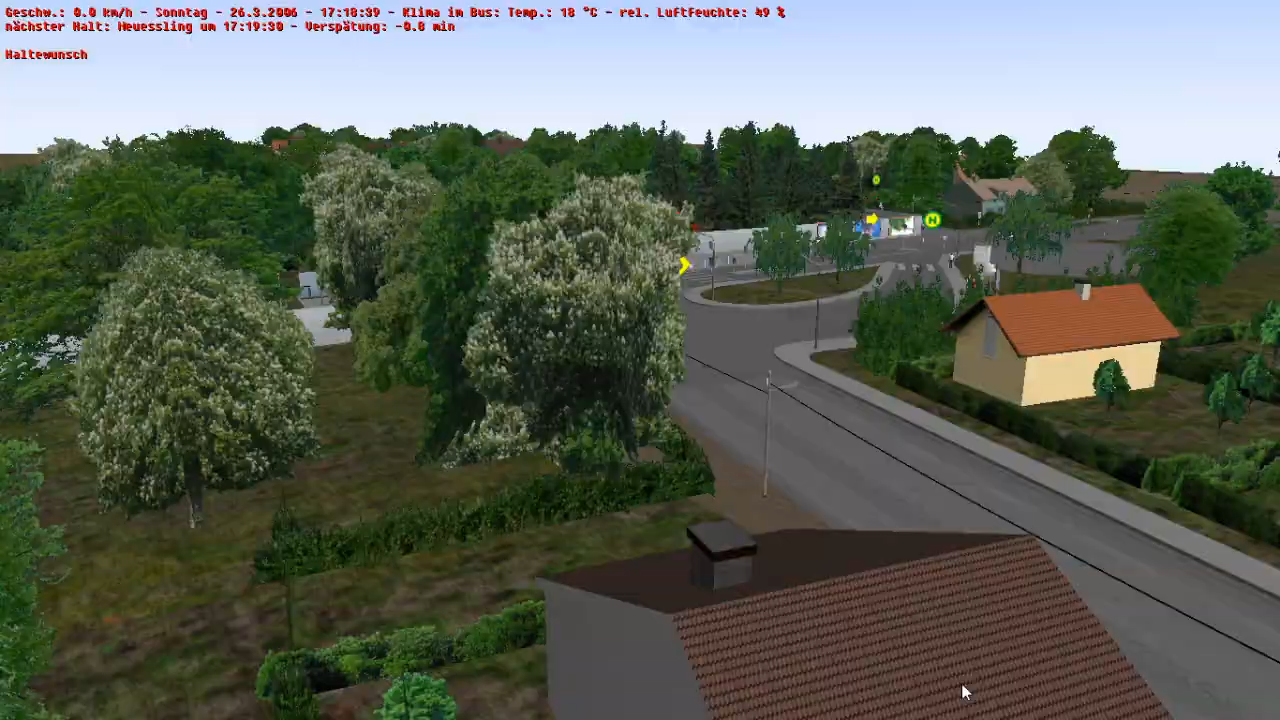 Geschw.: 0.0 km/h - Sonntag - 26.3.2006 - 17:18:39 - Klima im Bus: Temp.: 18 °C - rel. Luftfeuchte: 49 %
nächster Halt: Heuessling um 17:19:30 - Verspätung: -0.8 min
Haltewunsch
H